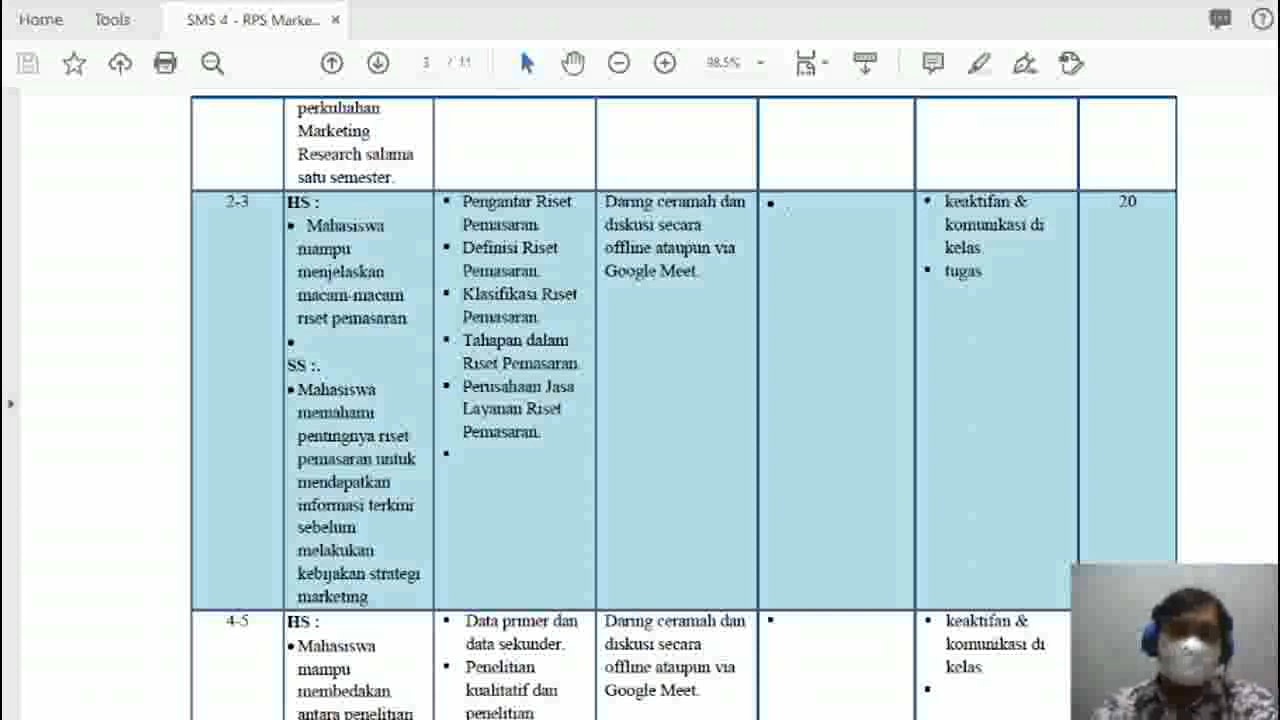 Home
Tools
SMS 4 - RPS Marke...
3 / 11
98.5%
perkuliahan
Marketing
Research salama
satu semester.
2-3
HS :
• Mahasiswa
mampu
menjelaskan
macam-macam
riset pemasaran
•
SS :.
• Mahasiswa
memahami
pentingnya riset
pemasaran untuk
mendapatkan
informasi terkini
sebelum
melakukan
kebijakan strategi
marketing
▪ Pengantar Riset
Pemasaran.
▪ Definisi Riset
Pemasaran.
▪ Klasifikasi Riset
Pemasaran.
▪ Tahapan dalam
Riset Pemasaran.
▪ Perusahaan Jasa
Layanan Riset
Pemasaran.
▪
Daring ceramah dan
diskusi secara
offline ataupun via
Google Meet.
▪ .
▪ keaktifan &
komunikasi di
kelas
▪ tugas
20
4-5
HS :
• Mahasiswa
mampu
membedakan
antara penelitian
▪ Data primer dan
data sekunder.
▪ Penelitian
kualitatif dan
penelitian
Daring ceramah dan
diskusi secara
offline ataupun via
Google Meet.
▪
▪ keaktifan &
komunikasi di
kelas
▪